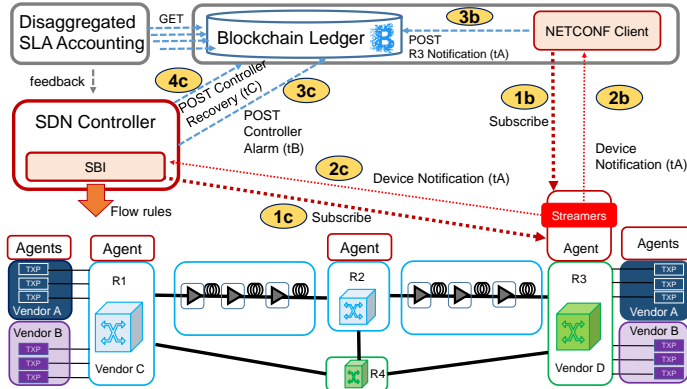 Disaggregated
SLA Accounting
GET
Blockchain Ledger
3b
POST
R3 Notification (tA)
NETCONF Client
feedback
4c
POST Controller
Recovery (tC)
3c
POST
Controller
Alarm (tB)
1b
Subscribe
2b
SDN Controller
SBI
Flow rules
2c
Device Notification (tA)
Device
Notification (tA)
1c
Subscribe
Streamers
Agent
Agents
Agent
Agent
Agents
TXP
TXP
TXP
Vendor A
R1
R2
R3
TXP
TXP
TXP
Vendor A
Vendor B
TXP
TXP
TXP
Vendor C
R4
Vendor D
Vendor B
TXP
TXP
TXP